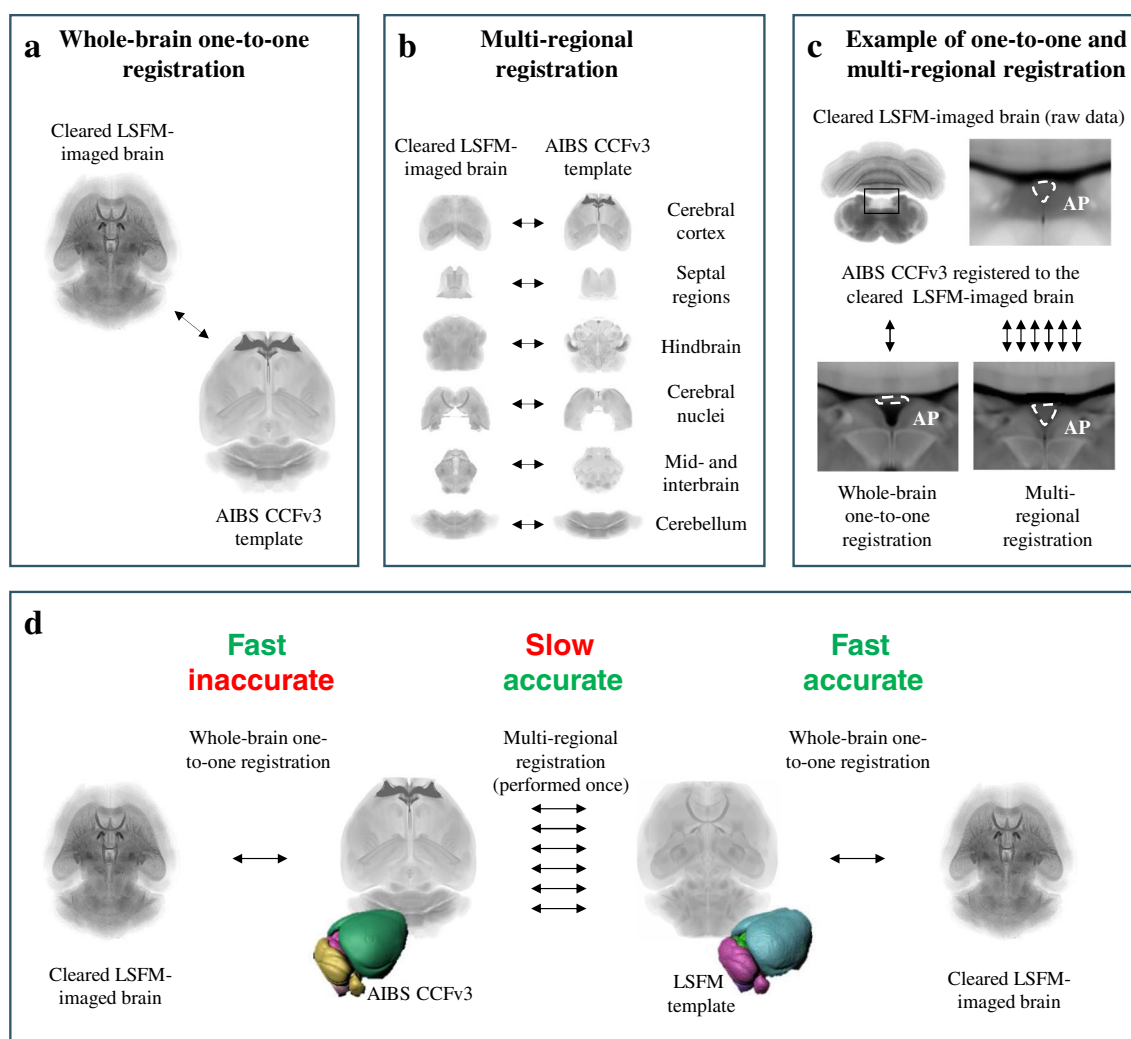 a
Whole-brain one-to-one
registration
Cleared LSFM-
imaged brain
AIBS CCFv3
template
b
Multi-regional
registration
Cleared LSFM-
imaged brain
AIBS CCFv3
template
Cerebral
cortex
Septal
regions
Hindbrain
Cerebral
nuclei
Mid- and
interbrain
Cerebellum
c
Example of one-to-one and
multi-regional registration
Cleared LSFM-imaged brain (raw data)
AP
AIBS CCFv3 registered to the
cleared LSFM-imaged brain
AP
AP
Whole-brain
one-to-one
registration
Multi-
regional
registration
d
Fast
inaccurate
Slow
accurate
Fast
accurate
Whole-brain one-
to-one registration
Multi-regional
registration
(performed once)
Whole-brain one-
to-one registration
Cleared LSFM-
imaged brain
AIBS CCFv3
LSFM
template
Cleared LSFM-
imaged brain